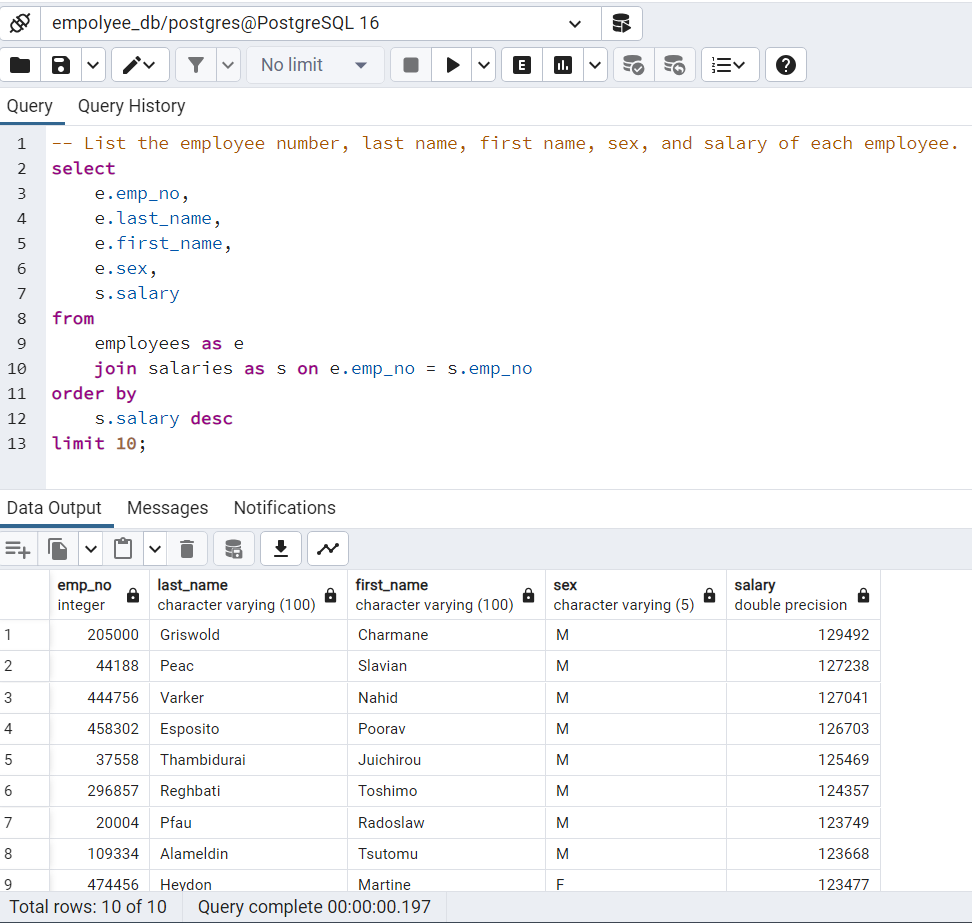 empolyee_db/postgres@PostgreSQL 16
No limit
E
Query Query History
1 -- List the employee number, last name, first name, sex, and salary of each employee.
2 select
3 e.emp_no,
4 e.last_name,
5 e.first_name,
6 e.sex,
7 s.salary
8 from
9 employees as e
10 join salaries as s on e.emp_no = s.emp_no
11 order by
12 s.salary desc
13 limit 10;
Data Output Messages Notifications
emp_no last_name first_name sex salary
integer character varying (100) character varying (100) character varying (5) double precision
1 205000 Griswold Charmane M 129492
2 44188 Peac Slavian M 127238
3 444756 Varker Nahid M 127041
4 458302 Esposito Poorav M 126703
5 37558 Thambidurai Juichirou M 125469
6 296857 Reghbati Toshimo M 124357
7 20004 Pfau Radoslaw M 123749
8 109334 Alameldin Tsutomu M 123668
9 474456 Heydon Martine F 123477
Total rows: 10 of 10 Query complete 00:00:00.197